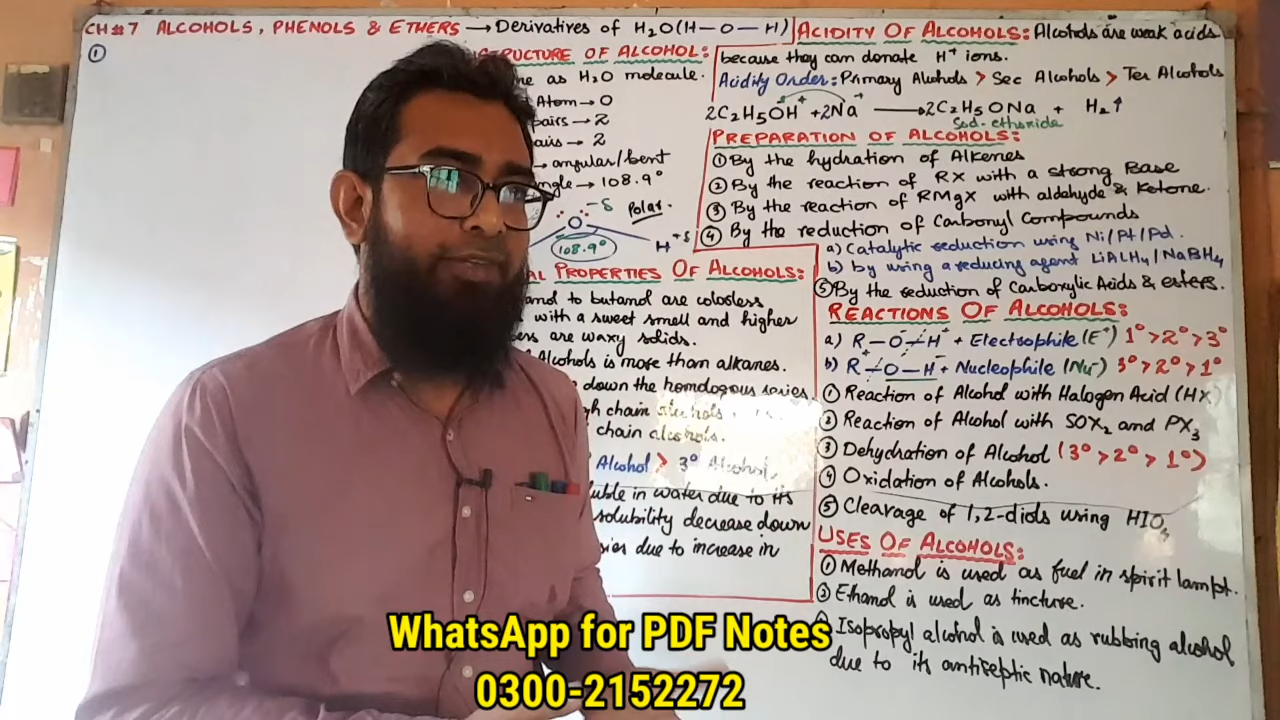 CH#7 ALCOHOLS, PHENOLS & ETHERS → Derivatives of H2O(H-O-H)
①
STRUCTURE OF ALCOHOL:
as H2O molecule.
Atom → O
pairs → 2
→ 2
→ angular/bent
→ 108.9°
O -δ Polar.
108.9° H +δ
PROPERTIES OF ALCOHOLS:
to butanol are colorless
with a sweet smell and higher
are waxy solids.
Alcohols is more than alkanes.
down the homologous series.
chain alcohols
chain alcohols.
Alcohol > 3° Alcohol.
in water due to its
solubility decrease down
due to increase in
ACIDITY OF ALCOHOLS: Alcohols are weak acids
because they can donate H+ ions.
Acidity Order: Primary Alcohols > Sec Alcohols > Ter Alcohols
2C2H5OH + 2Na → 2C2H5ONa + H2↑
Sod-ethoxide
PREPARATION OF ALCOHOLS:
① By the hydration of Alkenes
② By the reaction of RX with a strong Base
③ By the reaction of RMgX with aldehyde & Ketone.
④ By the reduction of Carbonyl Compounds
a) Catalytic reduction using Ni/Pt/Pd.
b) by using a reducing agent LiAlH4/NaBH4
⑤ By the reduction of Carboxylic Acids & esters.
REACTIONS OF ALCOHOLS:
a) R-O-H + Electrophile (E+) 1°>2°>3°
b) R-O-H + Nucleophile (Nu-) 3°>2°>1°
① Reaction of Alcohol with Halogen Acid (HX)
② Reaction of Alcohol with SOX2 and PX3
③ Dehydration of Alcohol (3°>2°>1°)
④ Oxidation of Alcohols.
⑤ Clearage of 1,2-diols using HIO4
USES OF ALCOHOLS:
① Methanol is used as fuel in spirit lampt.
② Ethanol is used as tincture.
Isopropyl alcohol is used as rubbing alcohol
due to its antiseptic nature.
WhatsApp for PDF Notes
0300-2152272